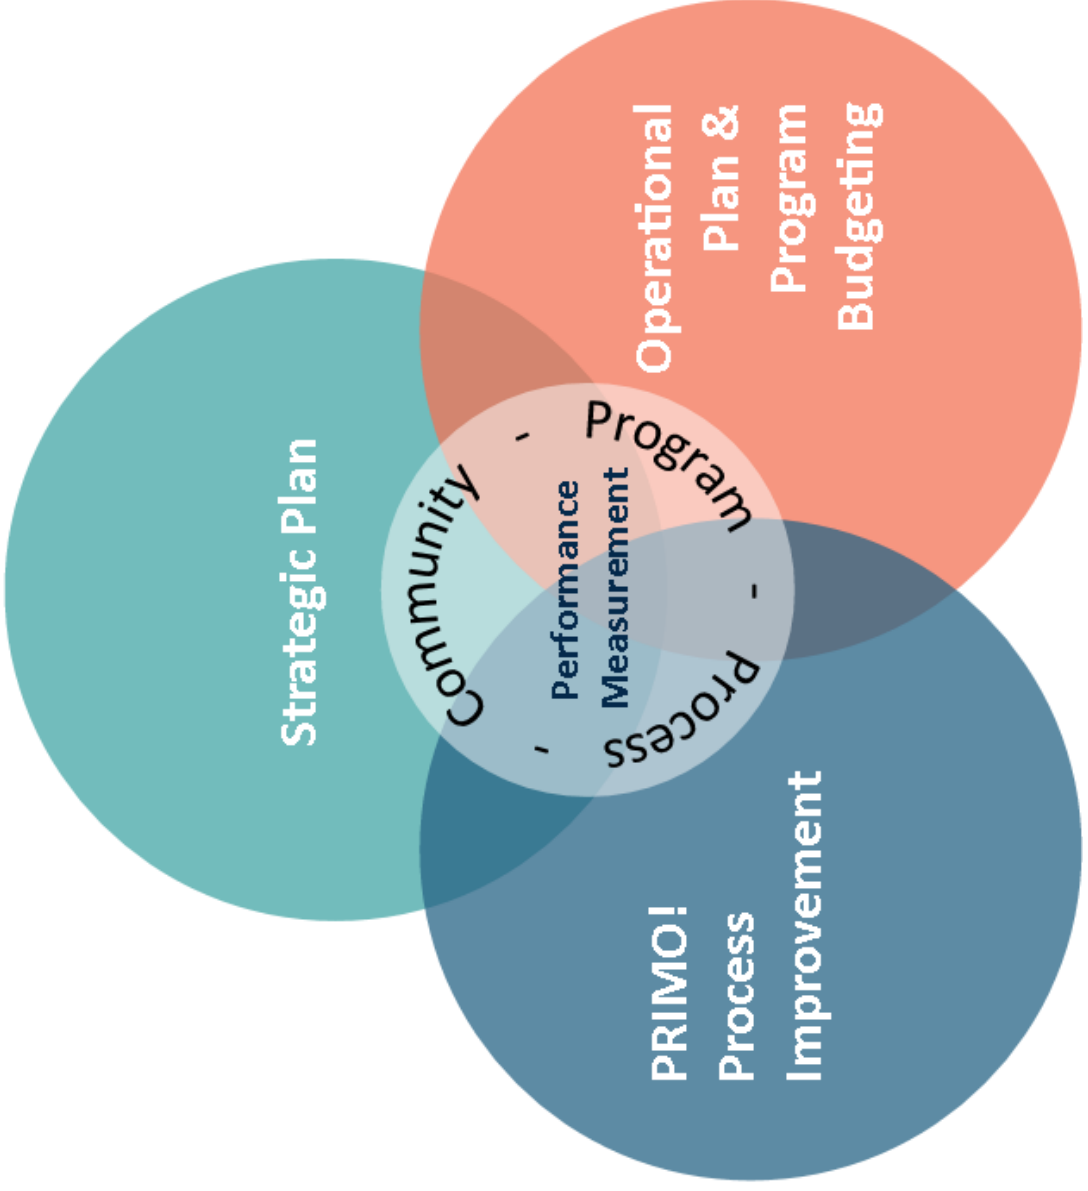 Strategic Plan
Community - Program - Process -
Performance
Measurement
PRIMO!
Process
Improvement
Operational
Plan &
Program
Budgeting